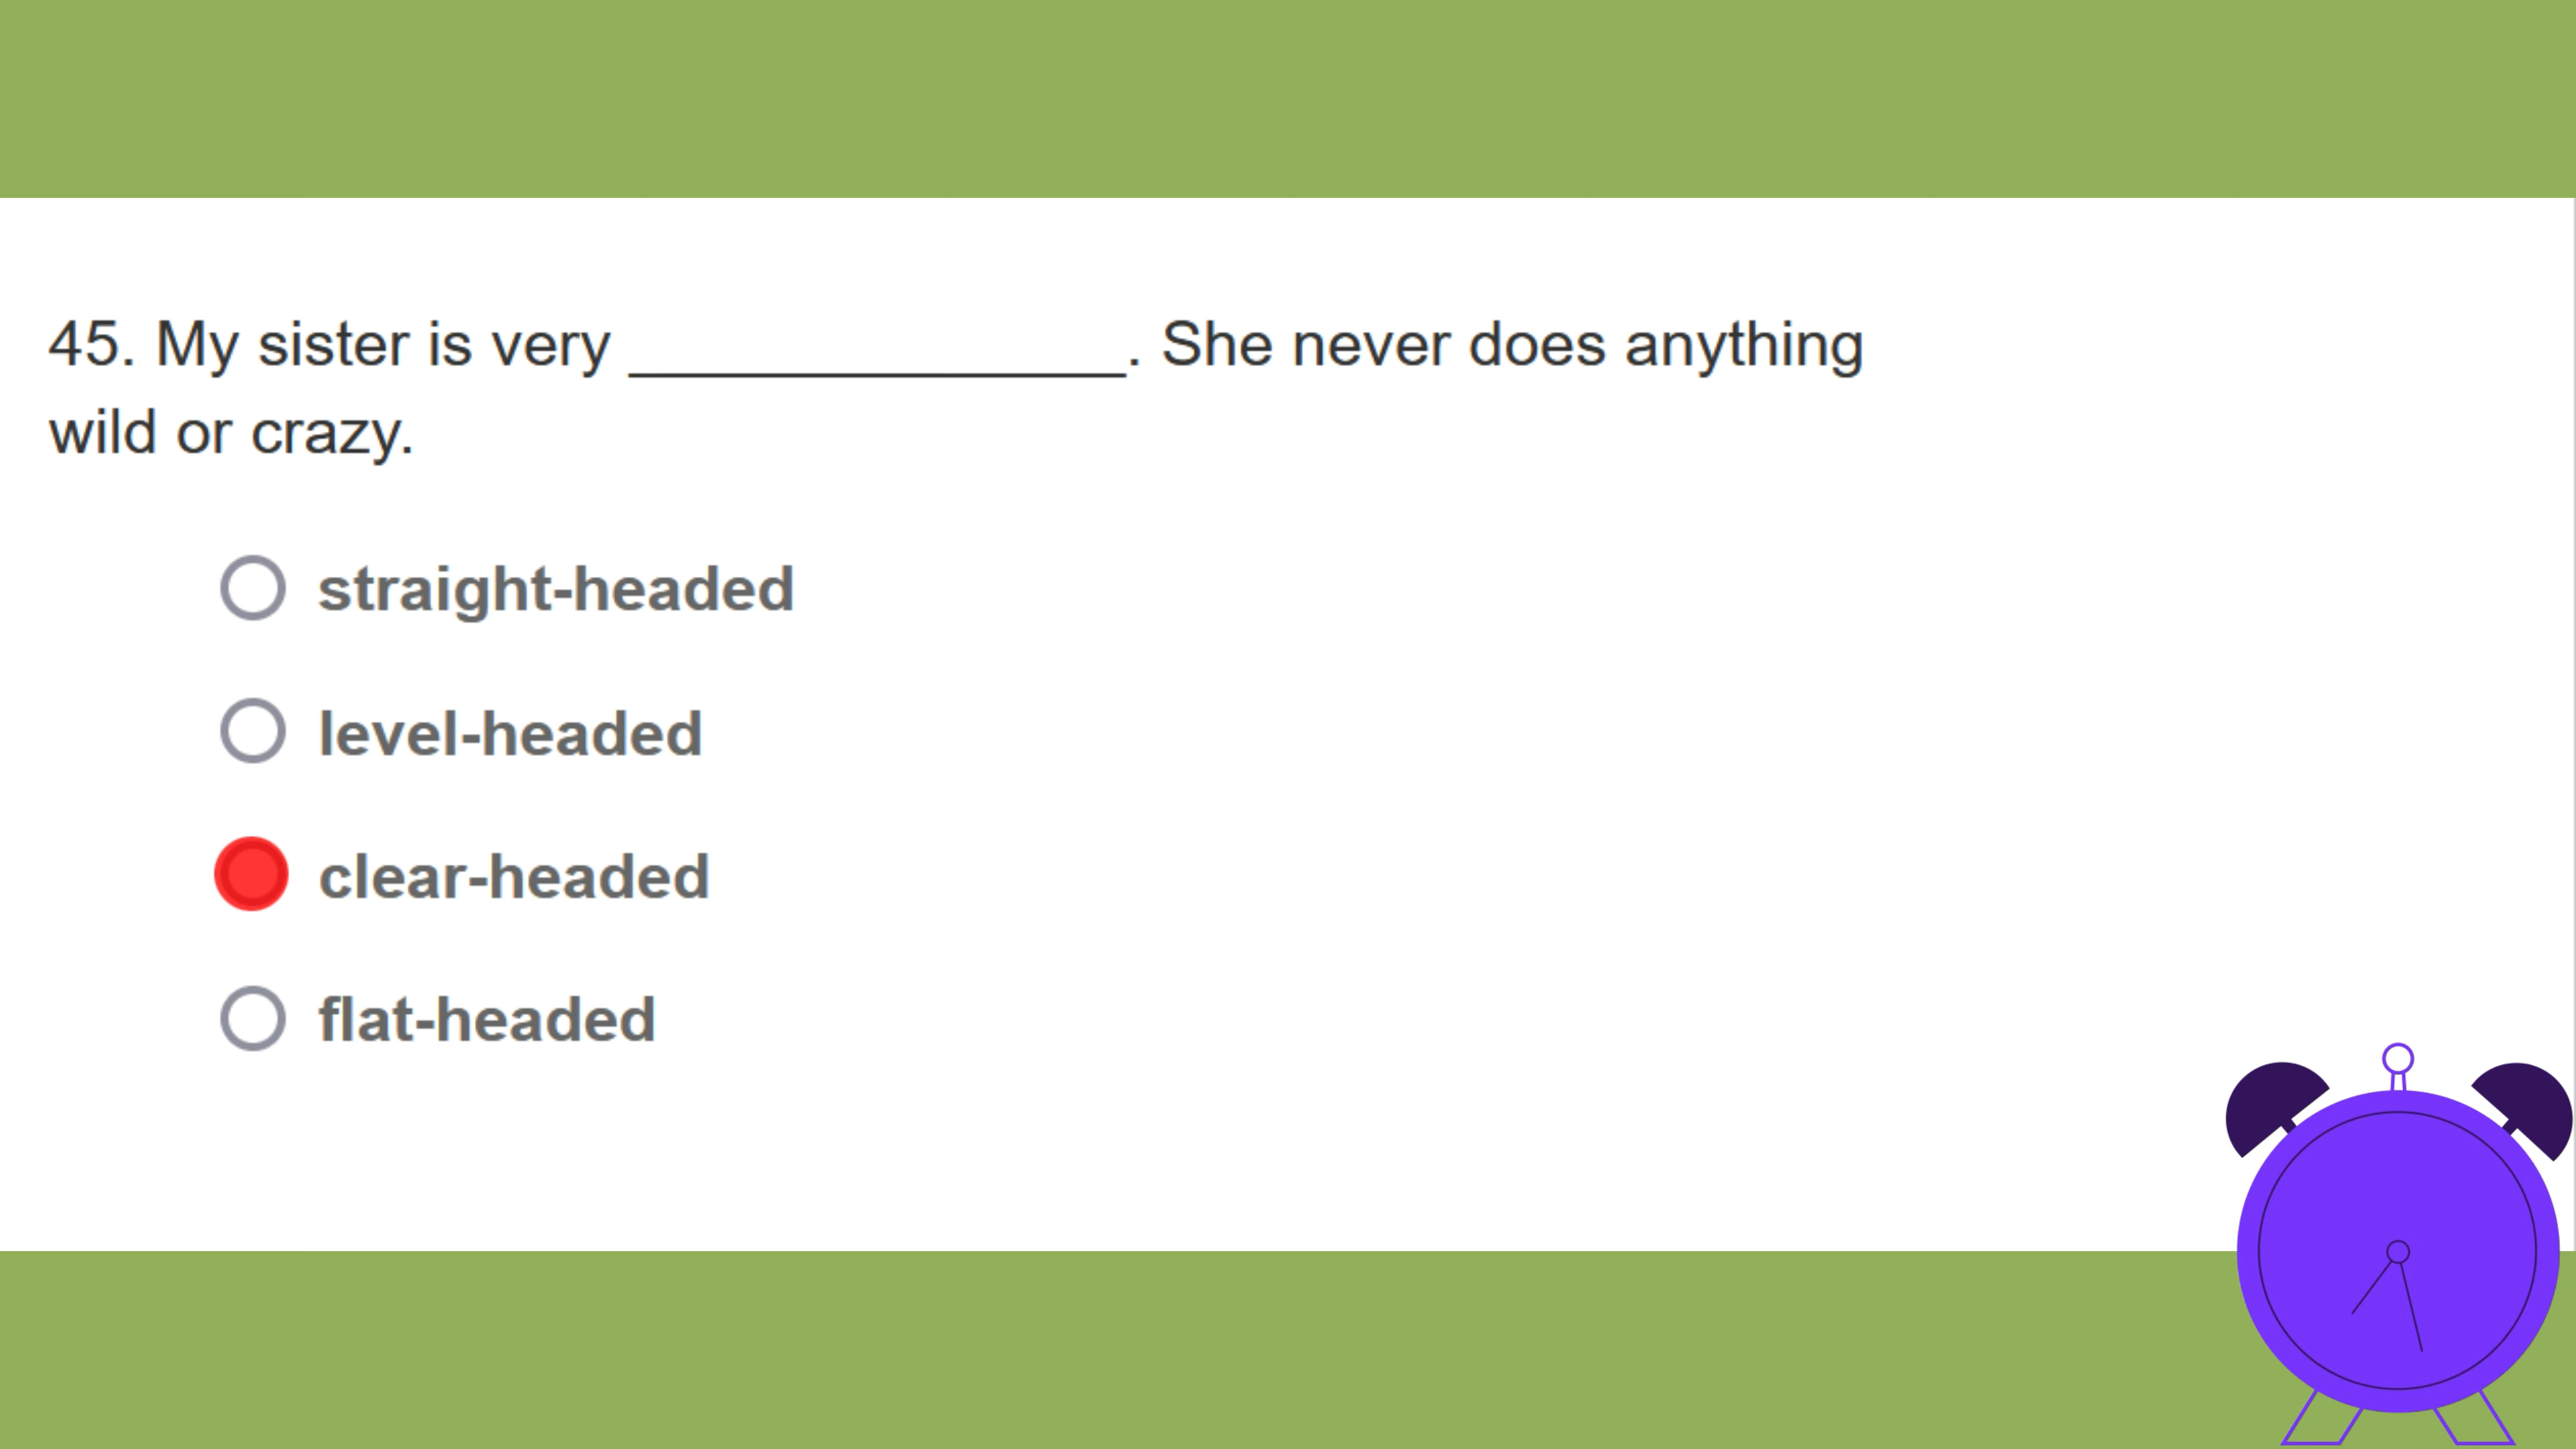 45. My sister is very _______________. She never does anything
wild or crazy.
straight-headed
level-headed
clear-headed
flat-headed